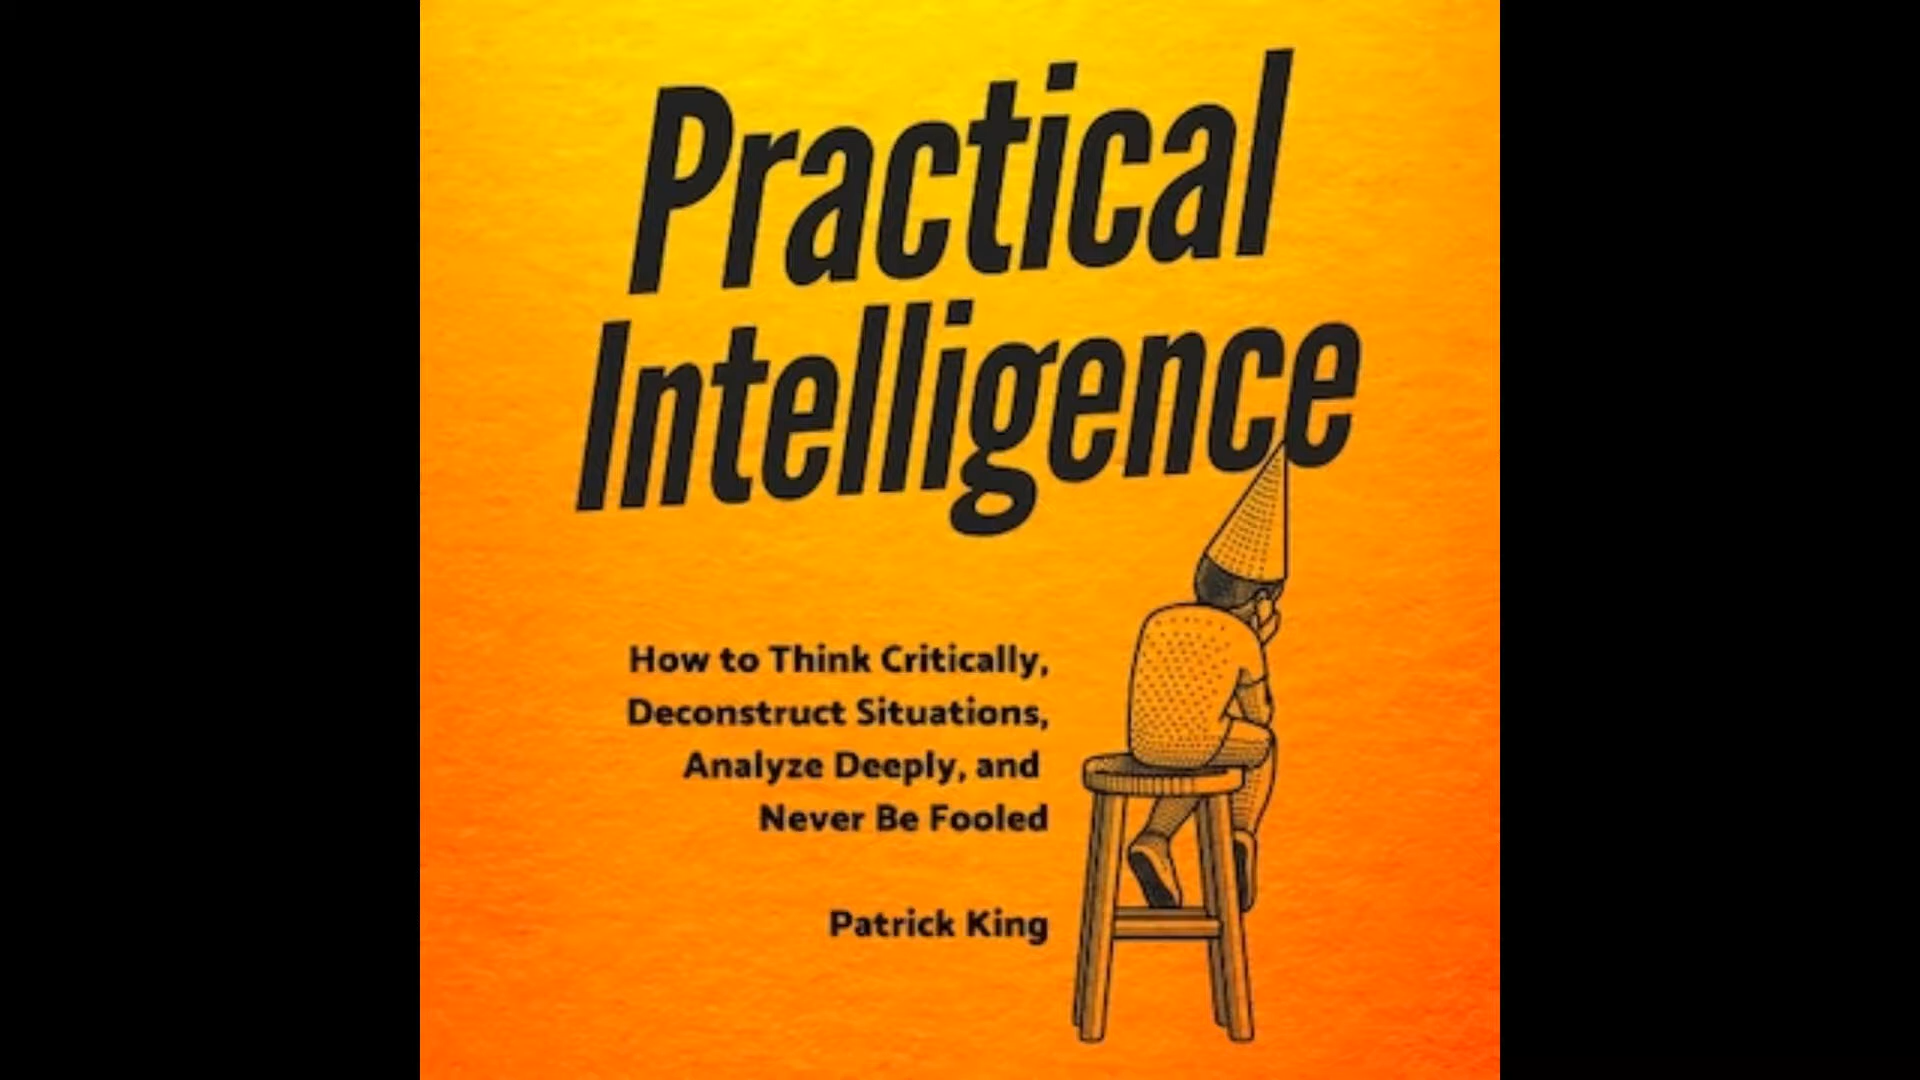 Practical
Intelligence
How to Think Critically,
Deconstruct Situations,
Analyze Deeply, and
Never Be Fooled
Patrick King